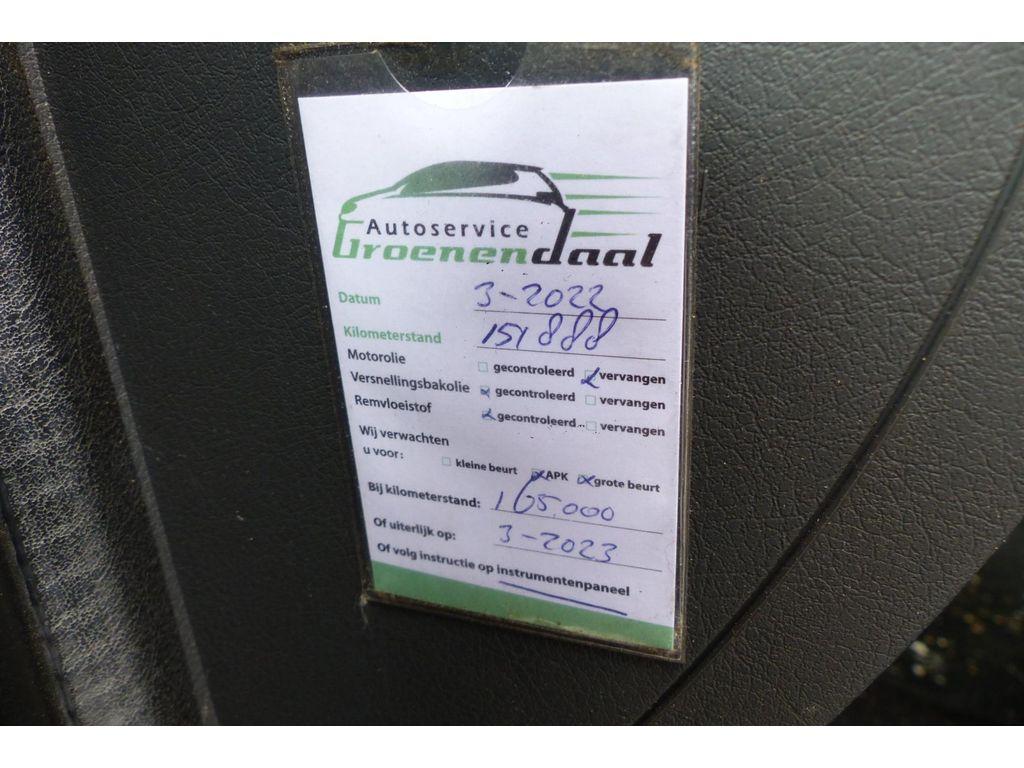 Autoservice
Groenendaal
Datum 3-2022
Kilometerstand 151888
Motorolie gecontroleerd vervangen
Versnellingsbakolie gecontroleerd vervangen
Remvloeistof gecontroleerd vervangen
Wij verwachten
u voor: kleine beurt APK grote beurt
Bij kilometerstand: 165.000
Of uiterlijk op: 3-2023
Of volg instructie op instrumentenpaneel